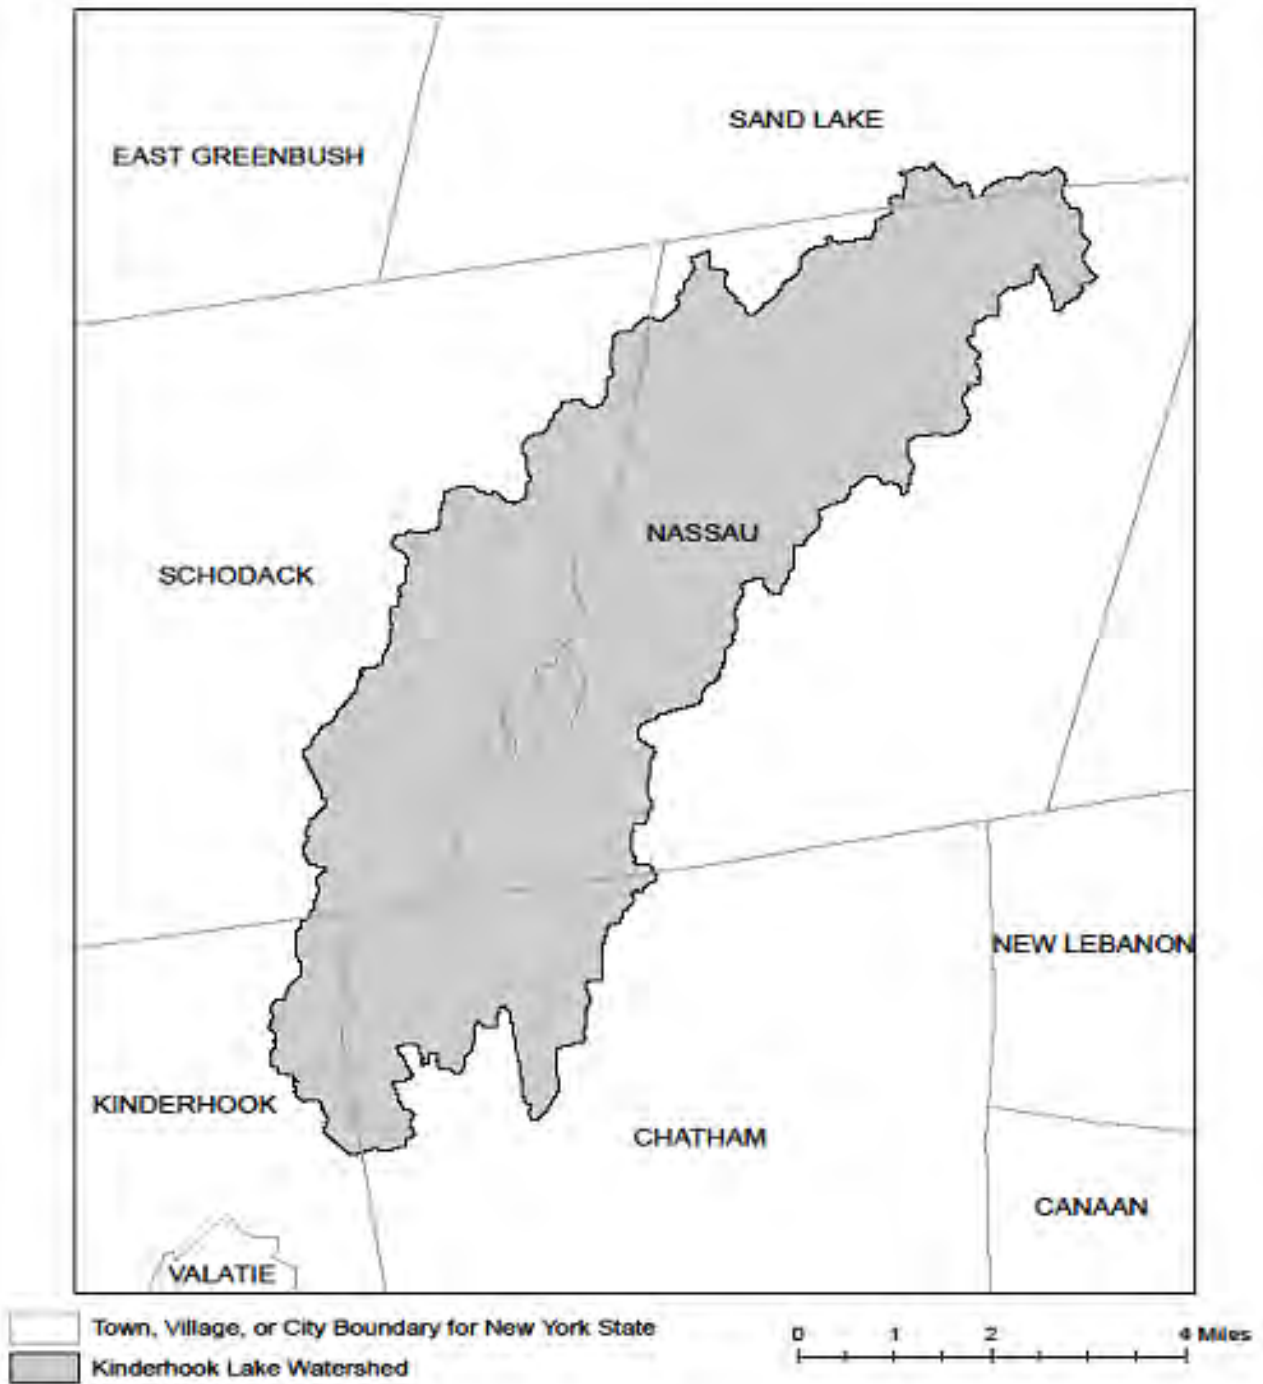 SAND LAKE
EAST GREENBUSH
NASSAU
SCHODACK
NEW LEBANON
KINDERHOOK
CHATHAM
CANAAN
VALATIE
Town, Village, or City Boundary for New York State
Kinderhook Lake Watershed
0 1 2 4 Miles